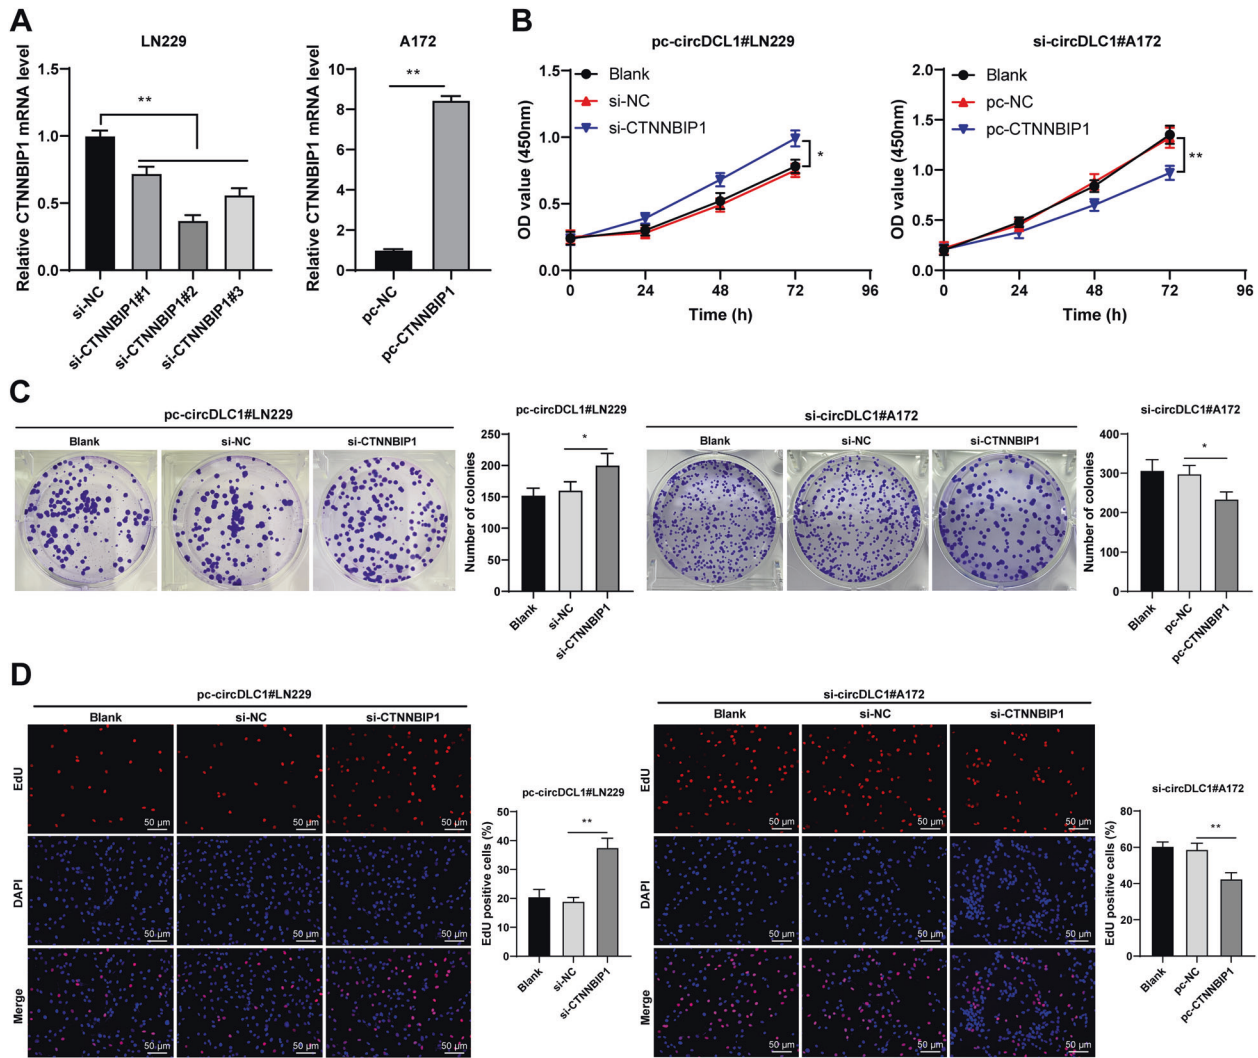 A
LN229
Relative CTNNBIP1 mRNA level
1.5
1.0
0.5
0.0
**
si-NC
si-CTNNBIP1#1
si-CTNNBIP1#2
si-CTNNBIP1#3
A172
Relative CTNNBIP1 mRNA level
10
8
6
4
2
0
**
pc-NC
pc-CTNNBIP1
B
pc-circDCL1#LN229
OD value (450nm)
1.5
1.0
0.5
0.0
Blank
si-NC
si-CTNNBIP1
*
0 24 48 72 96
Time (h)
si-circDLC1#A172
OD value (450nm)
2.0
1.5
1.0
0.5
0.0
Blank
pc-NC
pc-CTNNBIP1
**
0 24 48 72 96
Time (h)
C
pc-circDLC1#LN229
Blank si-NC si-CTNNBIP1
pc-circDCL1#LN229
Number of colonies
250
200
150
100
50
0
*
Blank
si-NC
si-CTNNBIP1
si-circDLC1#A172
Blank si-NC si-CTNNBIP1
si-circDLC1#A172
Number of colonies
400
300
200
100
0
*
Blank
pc-NC
pc-CTNNBIP1
D
pc-circDLC1#LN229
Blank si-NC si-CTNNBIP1
EdU
50 µm 50 µm 50 µm
DAPI
50 µm 50 µm 50 µm
Merge
50 µm 50 µm 50 µm
pc-circDCL1#LN229
EdU positive cells (%)
50
40
30
20
10
0
**
Blank
si-NC
si-CTNNBIP1
si-circDLC1#A172
Blank si-NC si-CTNNBIP1
EdU
50 µm 50 µm 50 µm
DAPI
50 µm 50 µm 50 µm
Merge
50 µm 50 µm 50 µm
si-circDLC1#A172
EdU positive cells (%)
80
60
40
20
0
**
Blank
pc-NC
pc-CTNNBIP1